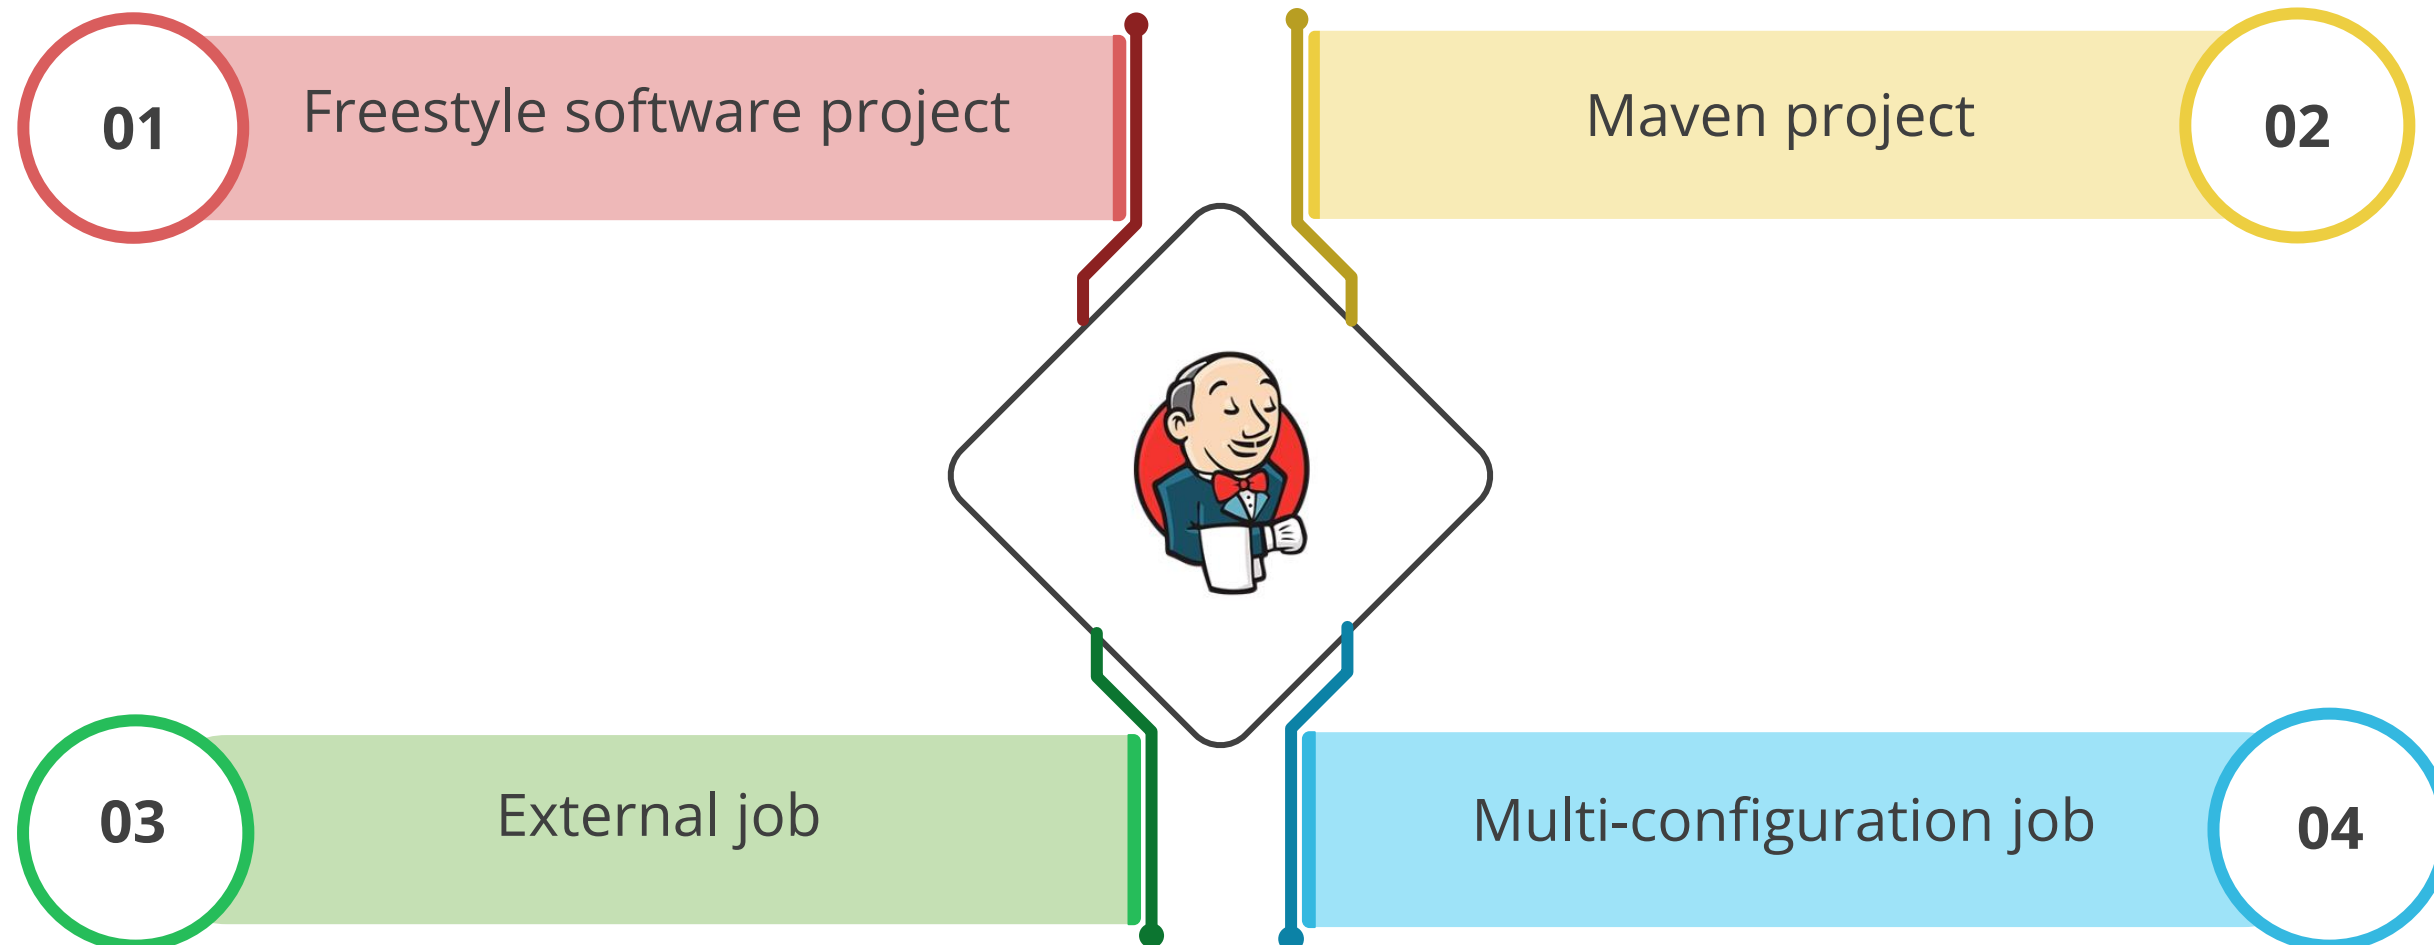 01
Freestyle software project
Maven project
02
03
External job
Multi-configuration job
04